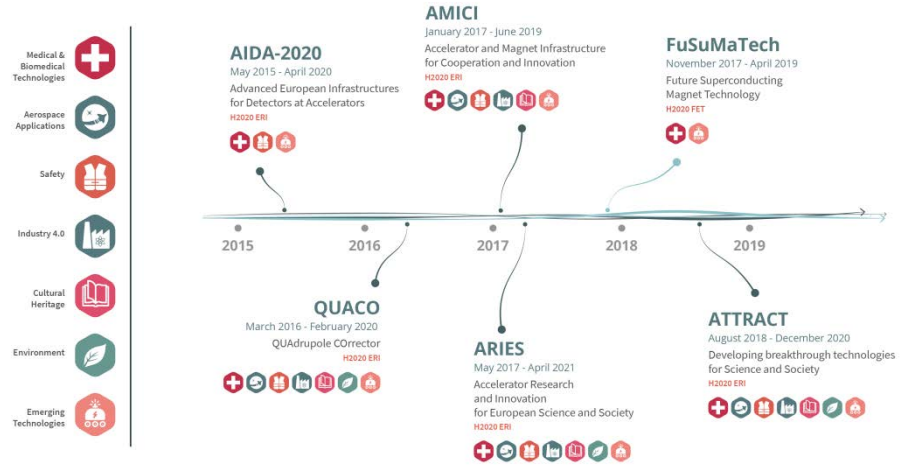 Medical &
Biomedical
Technologies
Aerospace
Applications
Safety
Industry 4.0
Cultural
Heritage
Environment
Emerging
Technologies
AIDA-2020
May 2015 - April 2020
Advanced European Infrastructures
for Detectors at Accelerators
H2020 ERI
AMICI
January 2017 - June 2019
Accelerator and Magnet Infrastructure
for Cooperation and Innovation
H2020 ERI
FuSuMaTech
November 2017 - April 2019
Future Superconducting
Magnet Technology
H2020 FET
2015
2016
2017
2018
2019
QUACO
March 2016 - February 2020
QUAdrupole COrrector
H2020 ERI
ARIES
May 2017 - April 2021
Accelerator Research
and Innovation
for European Science and Society
H2020 ERI
ATTRACT
August 2018 - December 2020
Developing breakthrough technologies
for Science and Society
H2020 ERI